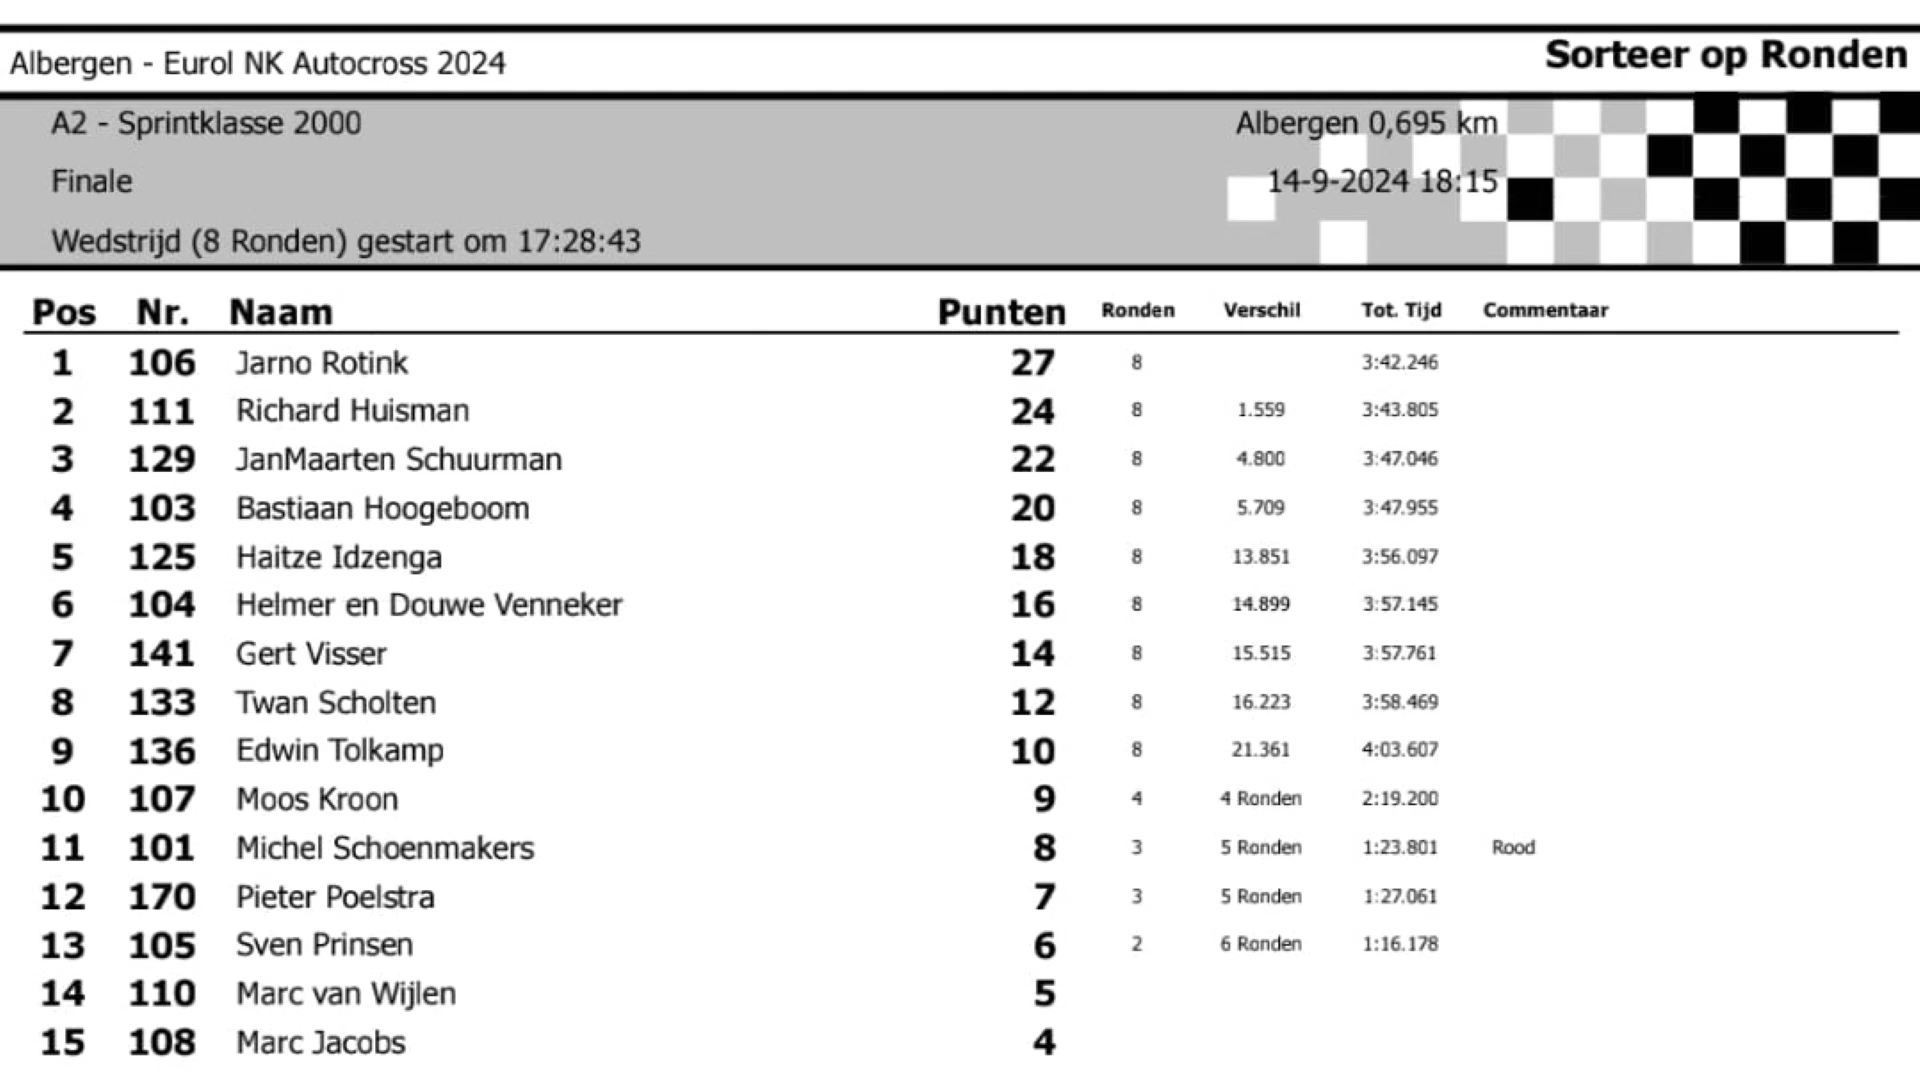 Albergen - Eurol NK Autocross 2024 Sorteer op Ronden
A2 - Sprintklasse 2000 Albergen 0,695 km
Finale 14-9-2024 18:15
Wedstrijd (8 Ronden) gestart om 17:28:43
Pos Nr. Naam Punten Ronden Verschil Tot. Tijd Commentaar
1 106 Jarno Rotink 27 8 3:42.246
2 111 Richard Huisman 24 8 1.559 3:43.805
3 129 JanMaarten Schuurman 22 8 4.800 3:47.046
4 103 Bastiaan Hoogeboom 20 8 5.709 3:47.955
5 125 Haitze Idzenga 18 8 13.851 3:56.097
6 104 Helmer en Douwe Venneker 16 8 14.899 3:57.145
7 141 Gert Visser 14 8 15.515 3:57.761
8 133 Twan Scholten 12 8 16.223 3:58.469
9 136 Edwin Tolkamp 10 8 21.361 4:03.607
10 107 Moos Kroon 9 4 4 Ronden 2:19.200
11 101 Michel Schoenmakers 8 3 5 Ronden 1:23.801 Rood
12 170 Pieter Poelstra 7 3 5 Ronden 1:27.061
13 105 Sven Prinsen 6 2 6 Ronden 1:16.178
14 110 Marc van Wijlen 5
15 108 Marc Jacobs 4